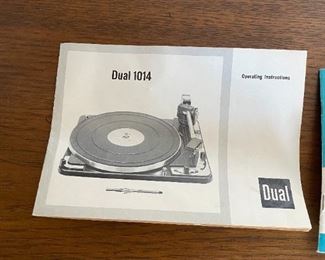 Dual 1014
Operating Instructions
Dual